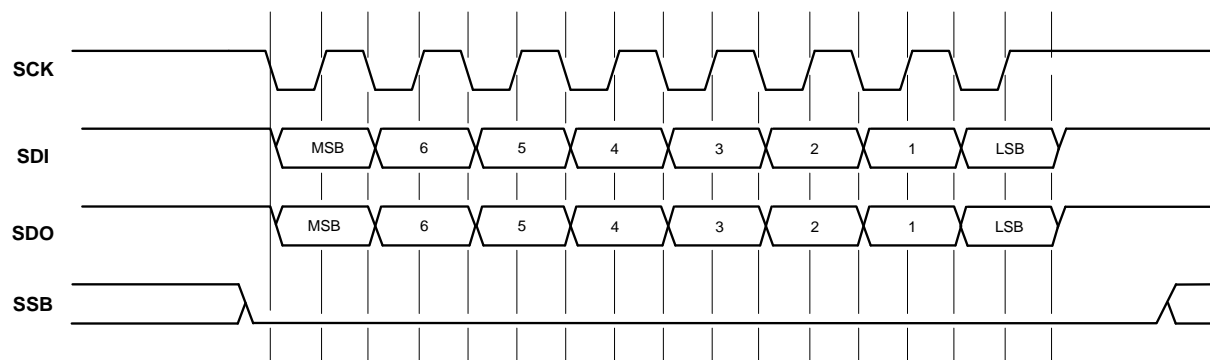 SCK
SDI MSB 6 5 4 3 2 1 LSB
SDO MSB 6 5 4 3 2 1 LSB
SSB